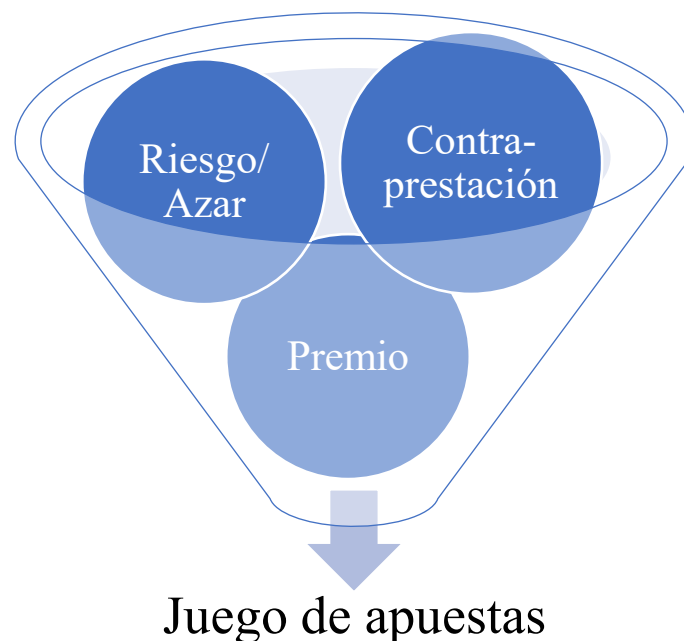 Riesgo/
Azar
Contra-
prestación
Premio
Juego de apuestas